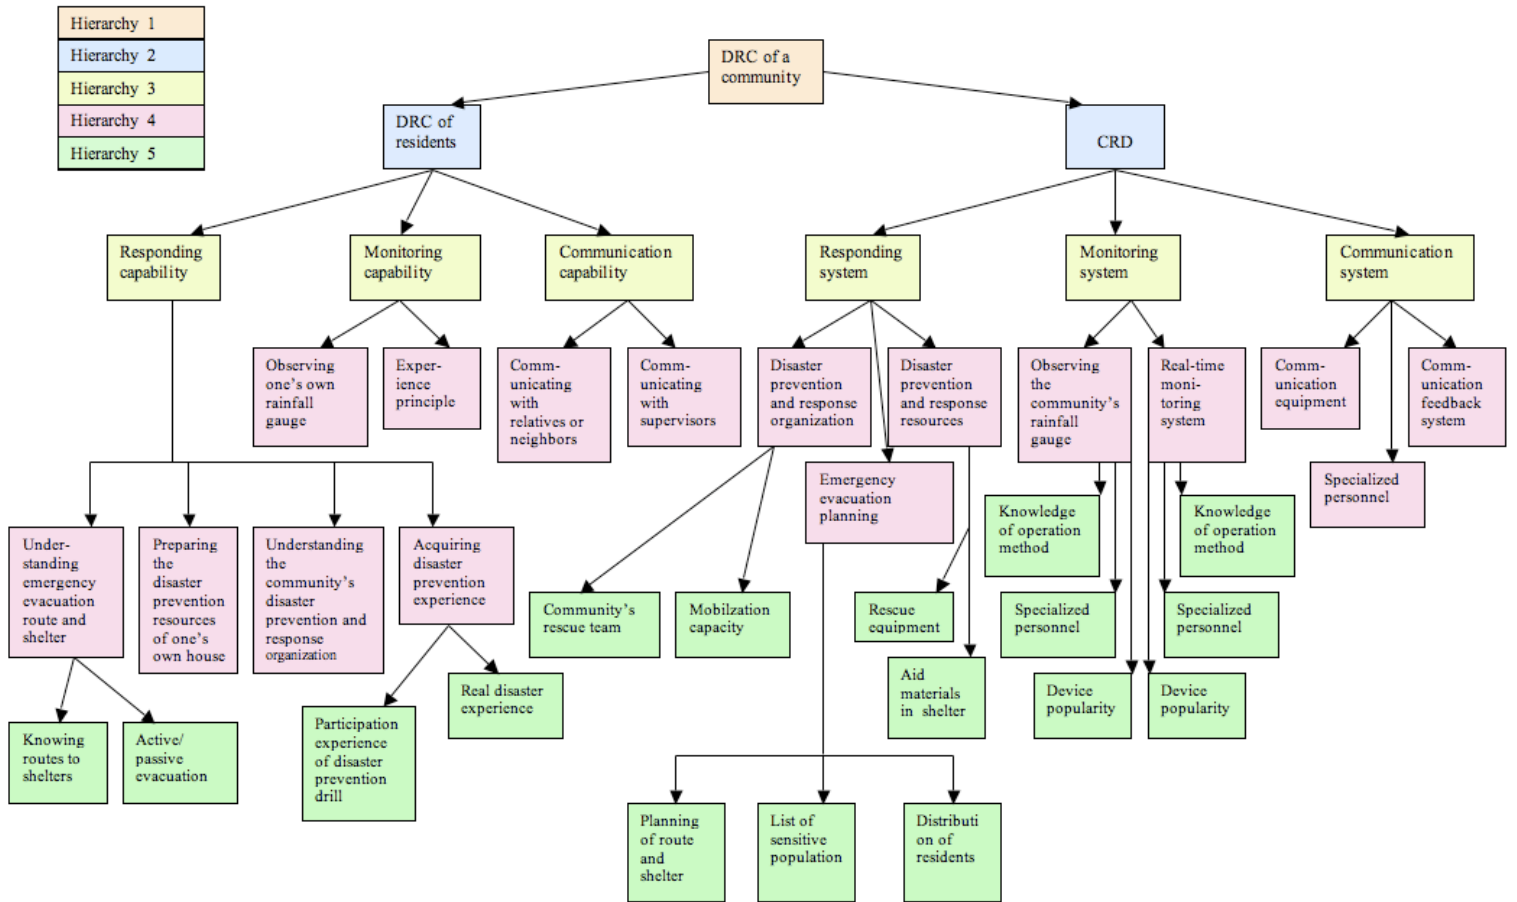 Hierarchy 1
Hierarchy 2
Hierarchy 3
Hierarchy 4
Hierarchy 5
DRC of a
community
DRC of
residents
CRD
Responding
capability
Monitoring
capability
Communication
capability
Responding
system
Monitoring
system
Communication
system
Observing
one's own
rainfall
gauge
Exper-
ience
principle
Comm-
unicating
with
relatives or
neighbors
Comm-
unicating
with
supervisors
Disaster
prevention
and response
organization
Disaster
prevention
and response
resources
Observing
the
community's
rainfall
gauge
Real-time
moni-
toring
system
Comm-
unication
equipment
Comm-
unication
feedback
system
Emergency
evacuation
planning
Specialized
personnel
Under-
standing
emergency
evacuation
route and
shelter
Preparing
the
disaster
prevention
resources
of one's
own house
Understanding
the
community's
disaster
prevention and
response
organization
Acquiring
disaster
prevention
experience
Knowledge
of operation
method
Knowledge
of operation
method
Community's
rescue team
Mobilzation
capacity
Rescue
equipment
Specialized
personnel
Specialized
personnel
Aid
materials
in shelter
Device
popularity
Device
popularity
Real disaster
experience
Knowing
routes to
shelters
Active/
passive
evacuation
Participation
experience
of disaster
prevention
drill
Planning
of route
and
shelter
List of
sensitive
population
Distributi
on of
residents